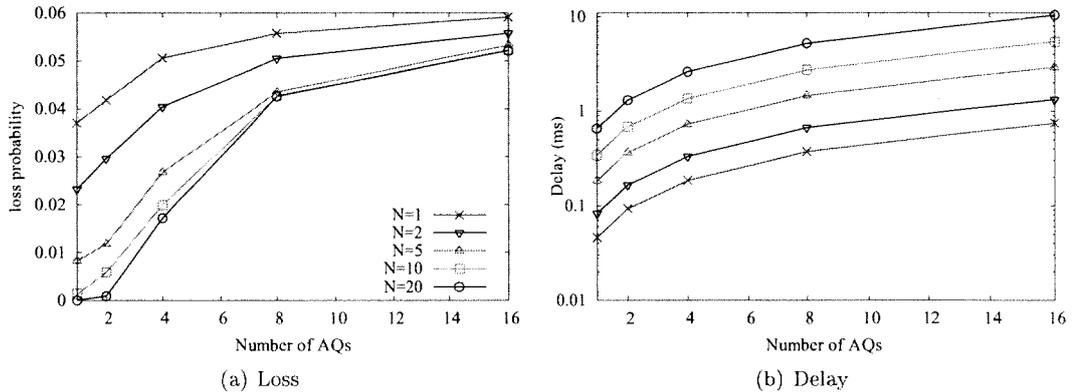 0.06
0.05
0.04
0.03
0.02
0.01
0
loss probability
2 4 6 8 10 12 14 16
Number of AQs
N=1
N=2
N=5
N=10
N=20
(a) Loss
10
1
0.1
0.01
Delay (ms)
2 4 6 8 10 12 14 16
Number of AQs
(b) Delay